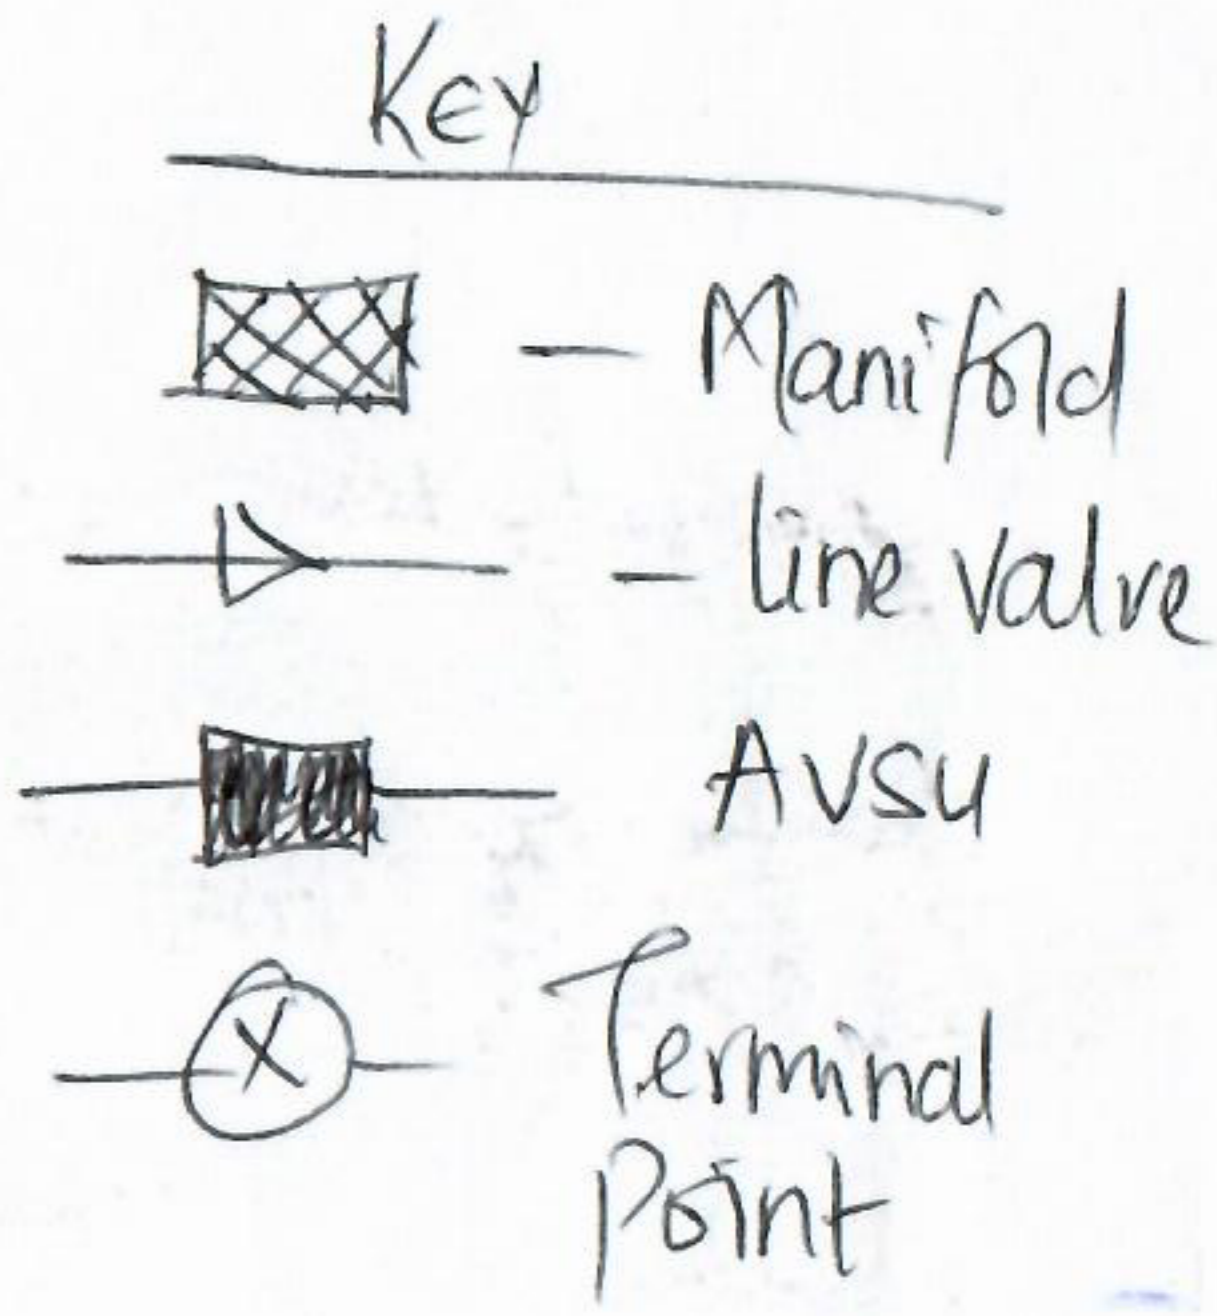 Key
— Manifold
— line valve
AVSU
X
Terminal
Point